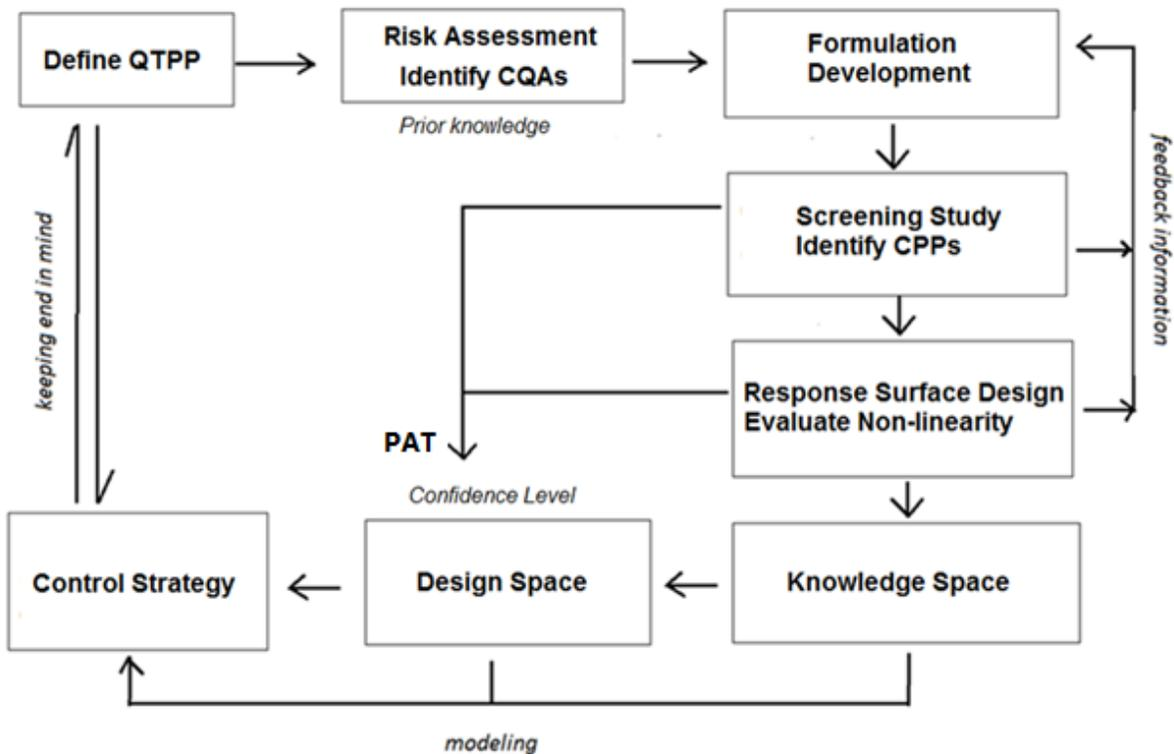 Define QTPP
Risk Assessment
Identify CQAs
Prior knowledge
Formulation
Development
feedback information
Screening Study
Identify CPPs
keeping end in mind
Response Surface Design
Evaluate Non-linearity
PAT
Confidence Level
Control Strategy
Design Space
Knowledge Space
modeling